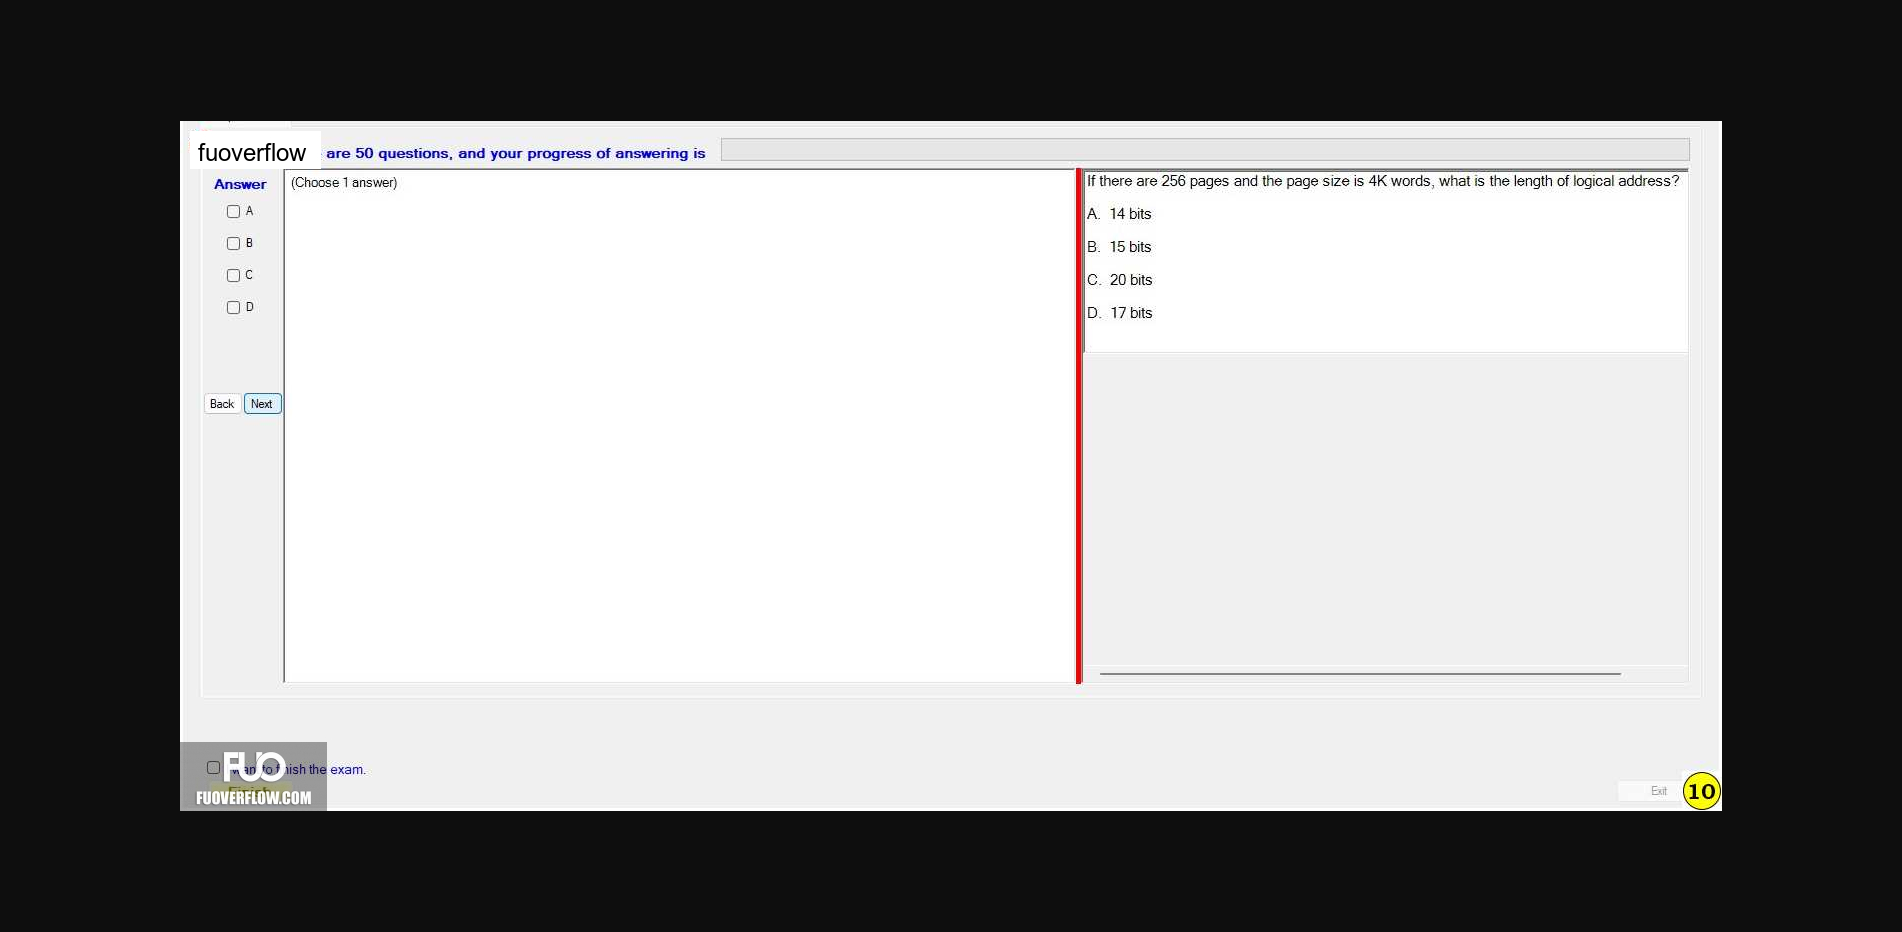 fuoverflow are 50 questions, and your progress of answering is
Answer
(Choose 1 answer)
A
B
C
D
Back Next
If there are 256 pages and the page size is 4K words, what is the length of logical address?
A. 14 bits
B. 15 bits
C. 20 bits
D. 17 bits
FUO
want to finish the exam.
Finish
FUOVERFLOW.COM
Exit
10